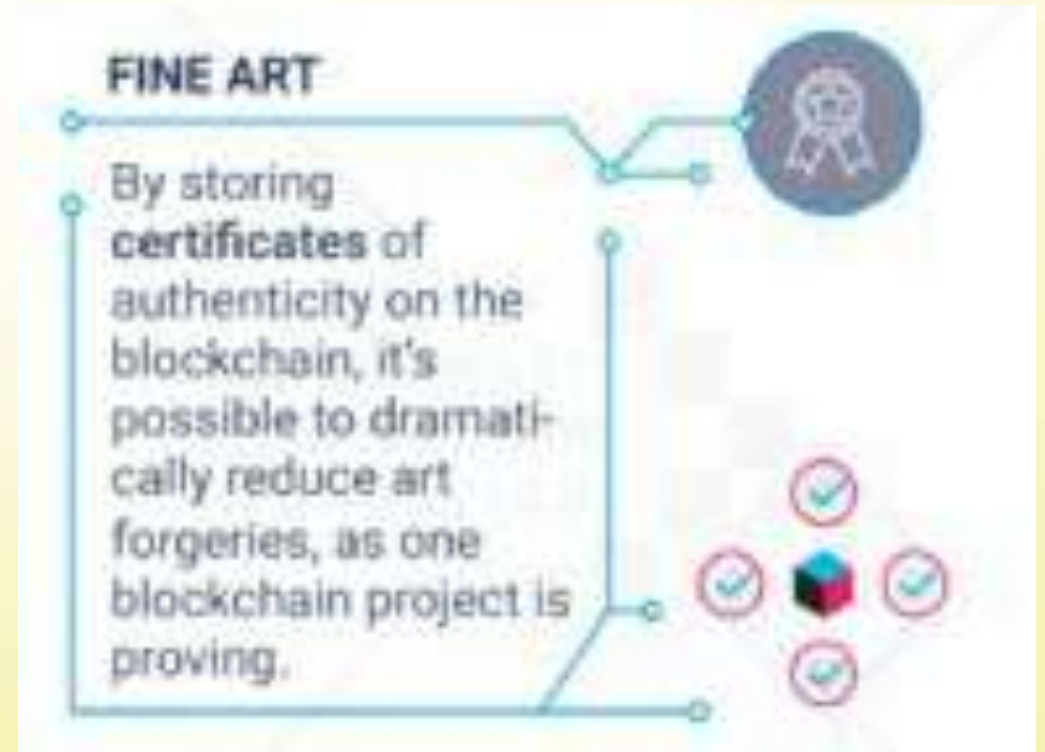 FINE ART
By storing
certificates of
authenticity on the
blockchain, it's
possible to dramati-
cally reduce art
forgeries, as one
blockchain project is
proving.